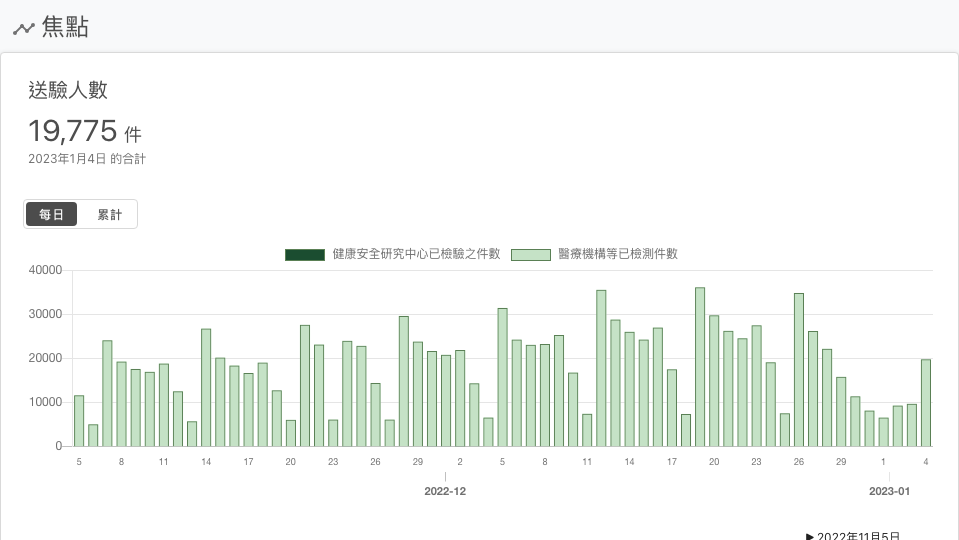 焦點
送驗人數
19,775 件
2023年1月4日 的合計
每日 累計
健康安全研究中心已檢驗之件數 醫療機構等已檢測件數
40000
30000
20000
10000
0
5 8 11 14 17 20 23 26 29 2 5 8 11 14 17 20 23 26 29 1 4
2022-12 2023-01
▶ 2022年11月5日